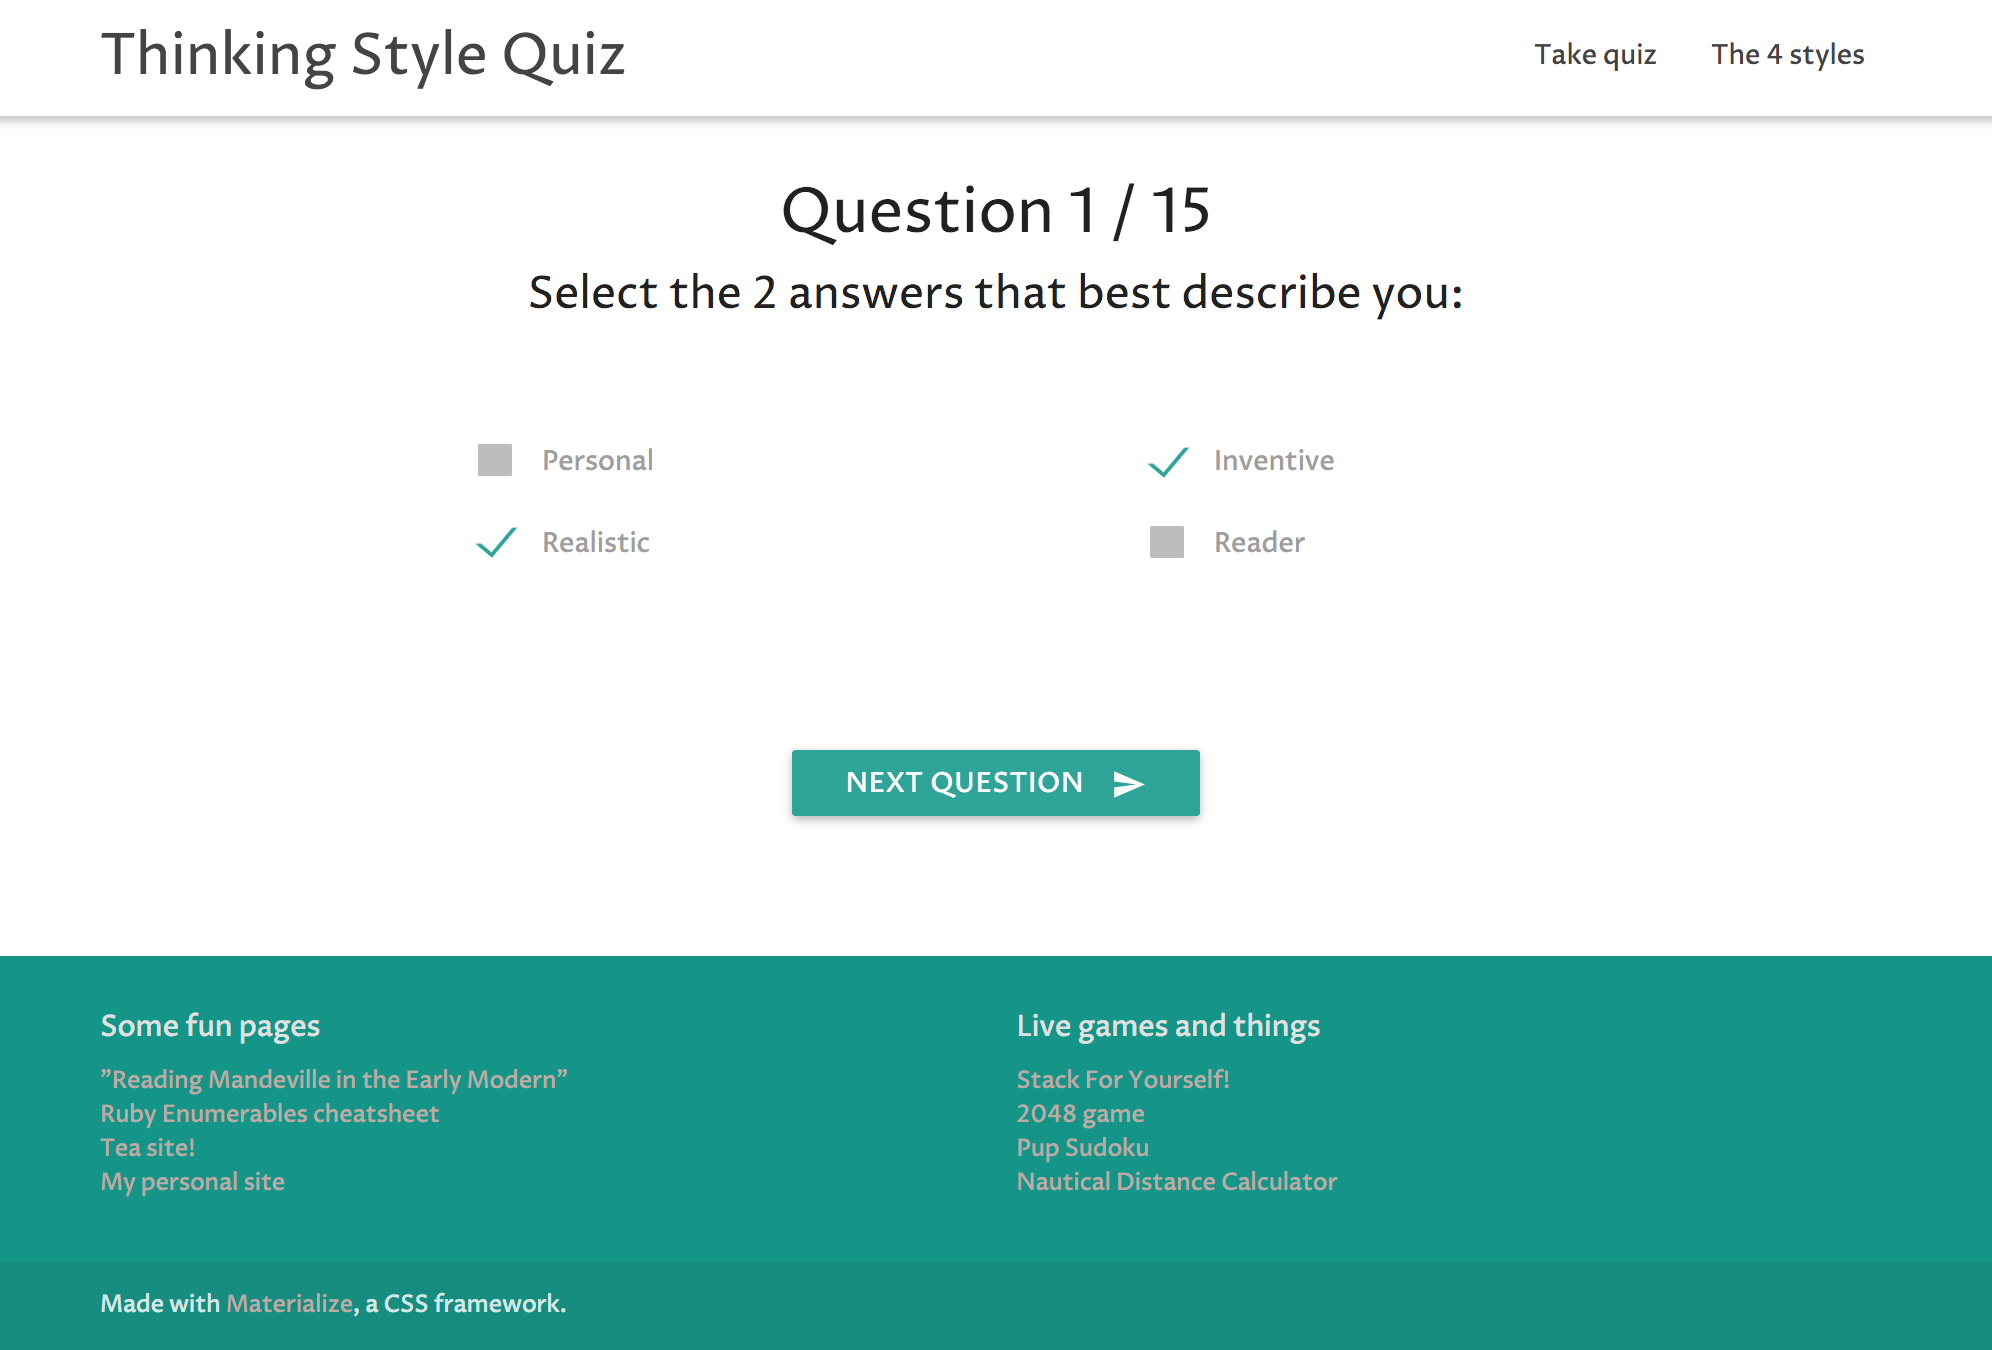 Thinking Style Quiz
Take quiz
The 4 styles
Question 1 / 15
Select the 2 answers that best describe you:
Personal
Inventive
Realistic
Reader
NEXT QUESTION
Some fun pages
”Reading Mandeville in the Early Modern”
Ruby Enumerables cheatsheet
Tea site!
My personal site
Live games and things
Stack For Yourself!
2048 game
Pup Sudoku
Nautical Distance Calculator
Made with Materialize, a CSS framework.